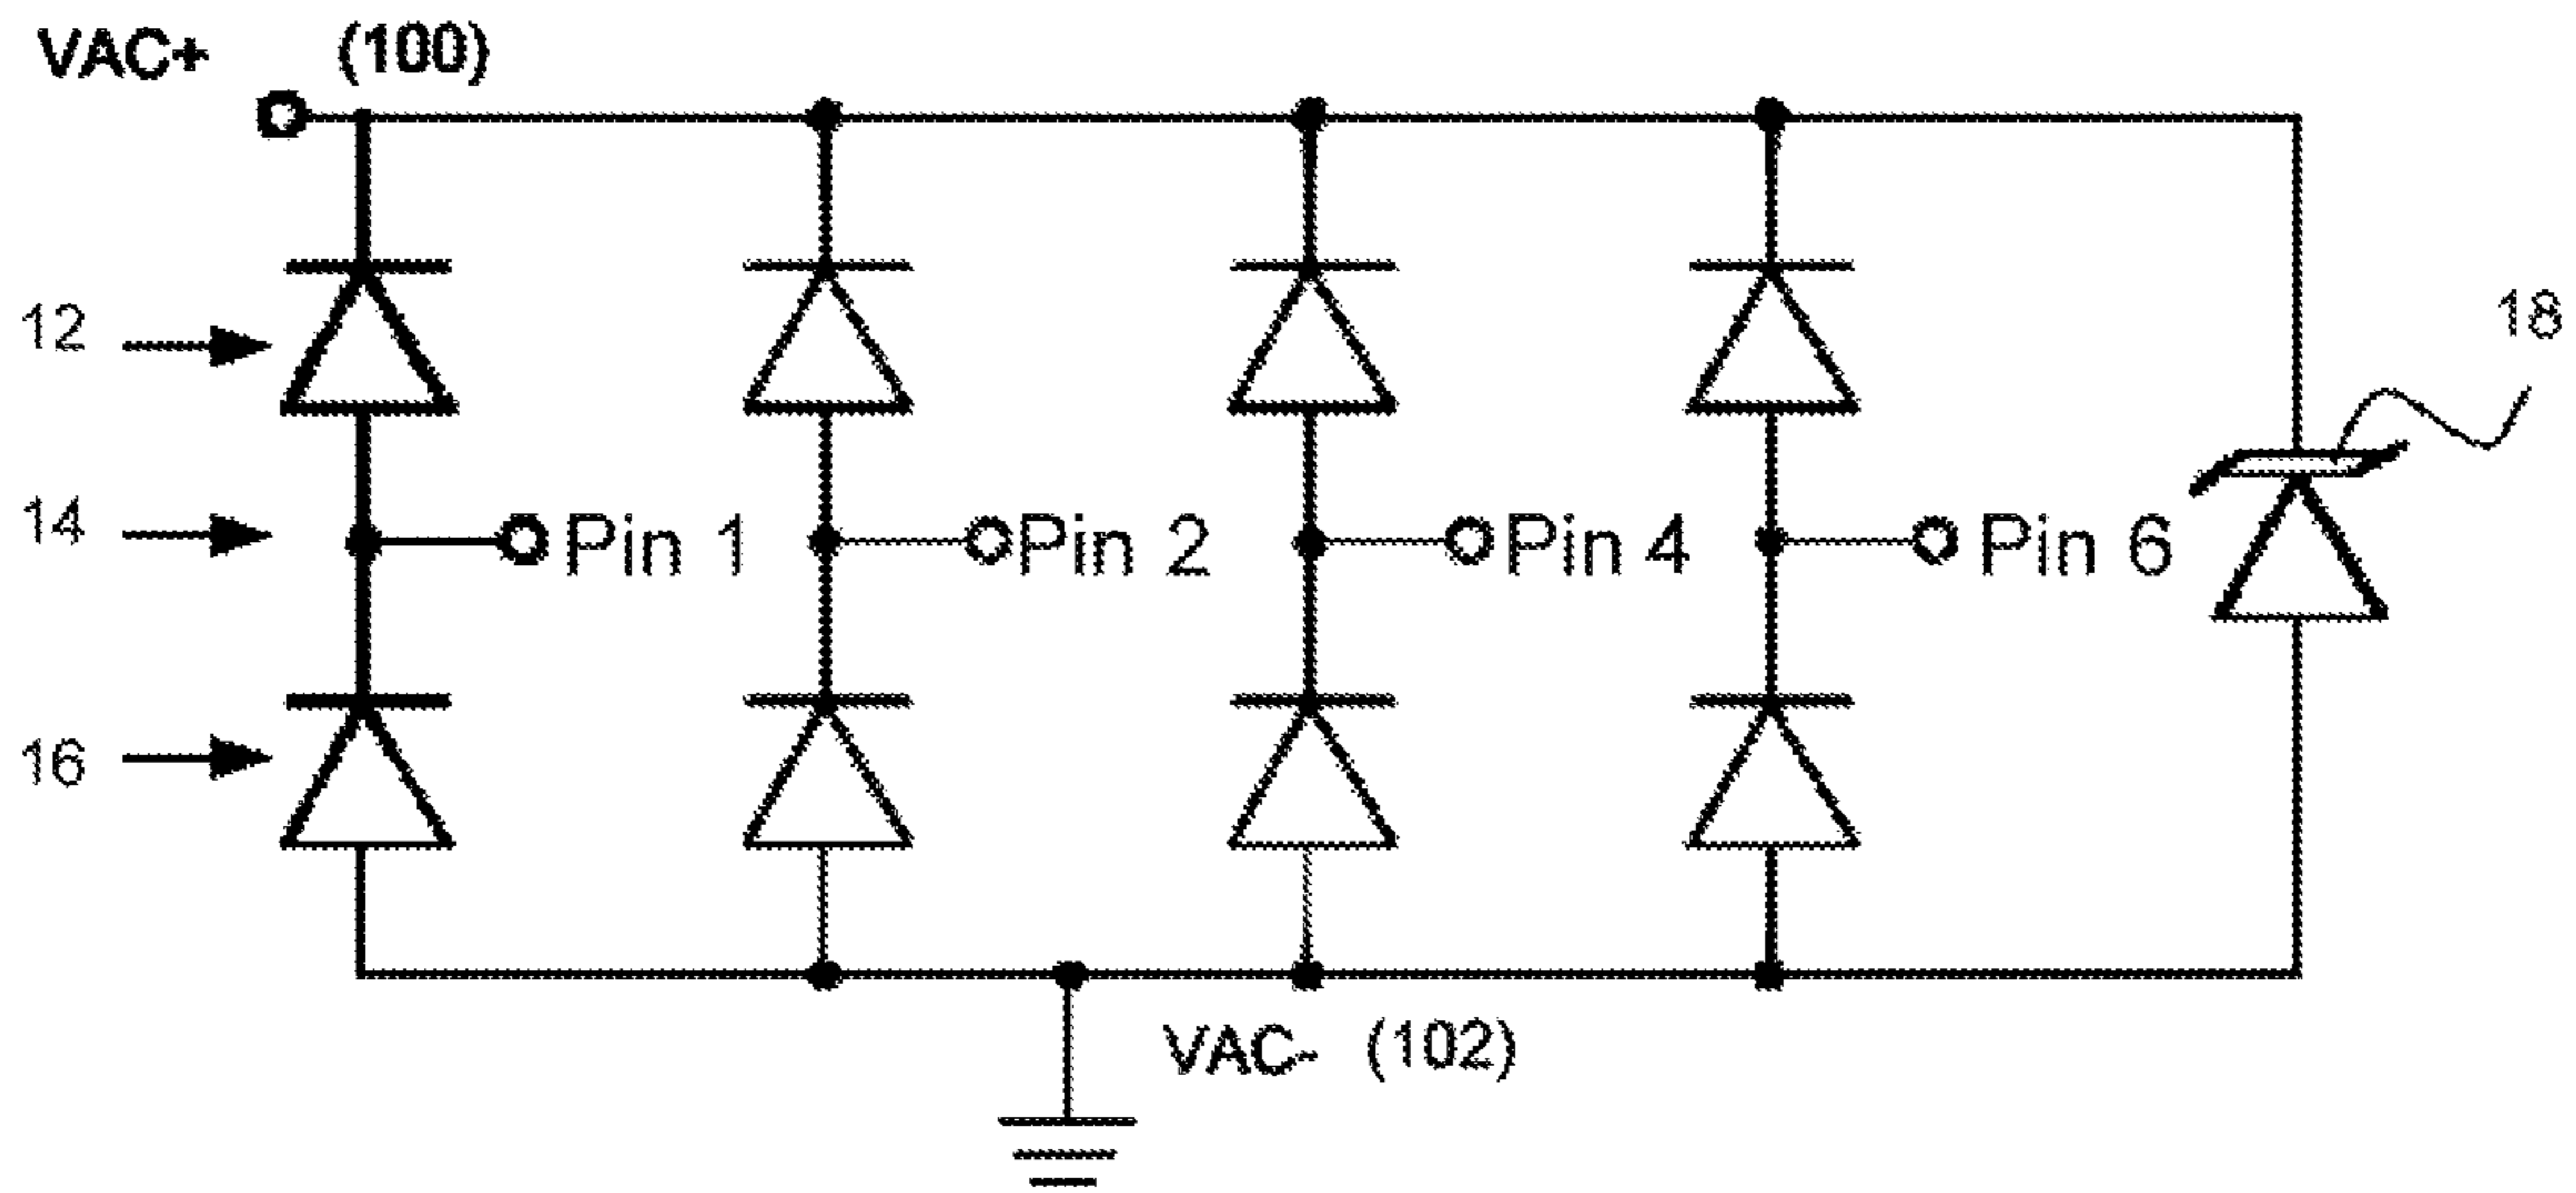 VAC+ (100)
12
18
14
Pin 1
Pin 2
Pin 4
Pin 6
16
VAC- (102)